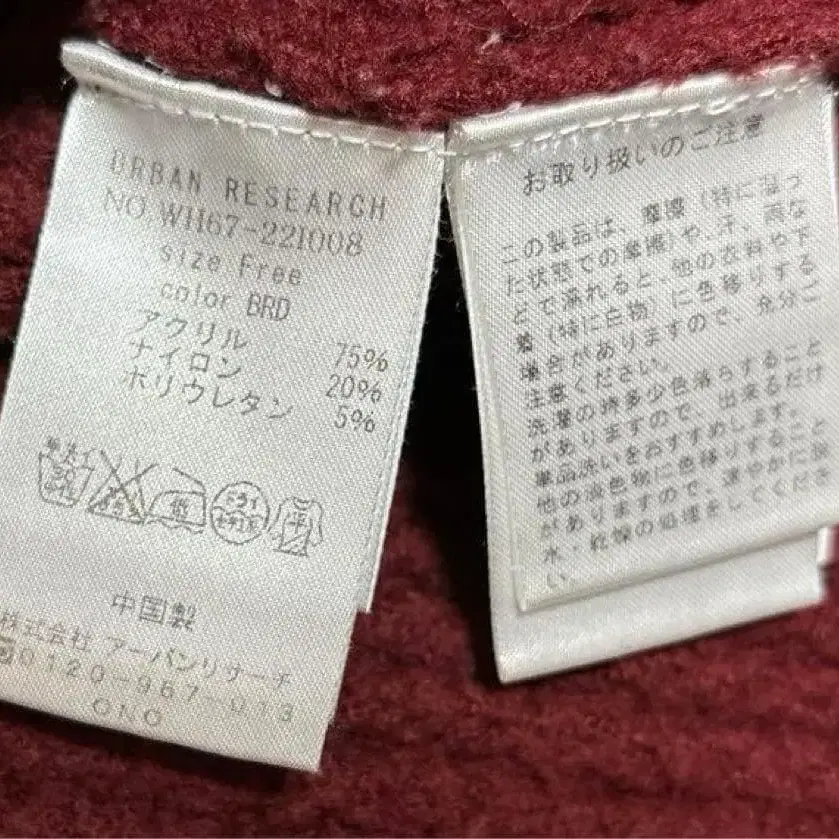 URBAN RESEARCH
NO.WH67-221008
Size Free
color BRD
アクリル 75%
ナイロン 20%
ポリウレタン 5%
中国製
株式会社 アーバンリサーチ
0120-967-013
ONO
お取り扱いのご注意
この製品は、摩擦（特に湿っ
た状態での摩擦）や、汗、雨な
どで濡れると、他の衣料や下
着（特に白物）に色移りする
場合がありますので、充分ご
注意ください。
洗濯の時多少色落ちすること
がありますので、出来るだけ
単品洗いをおすすめします。
他の淡色物に色移りすること
がありますので、速やかに脱
水・乾燥の処理をしてくださ
い。